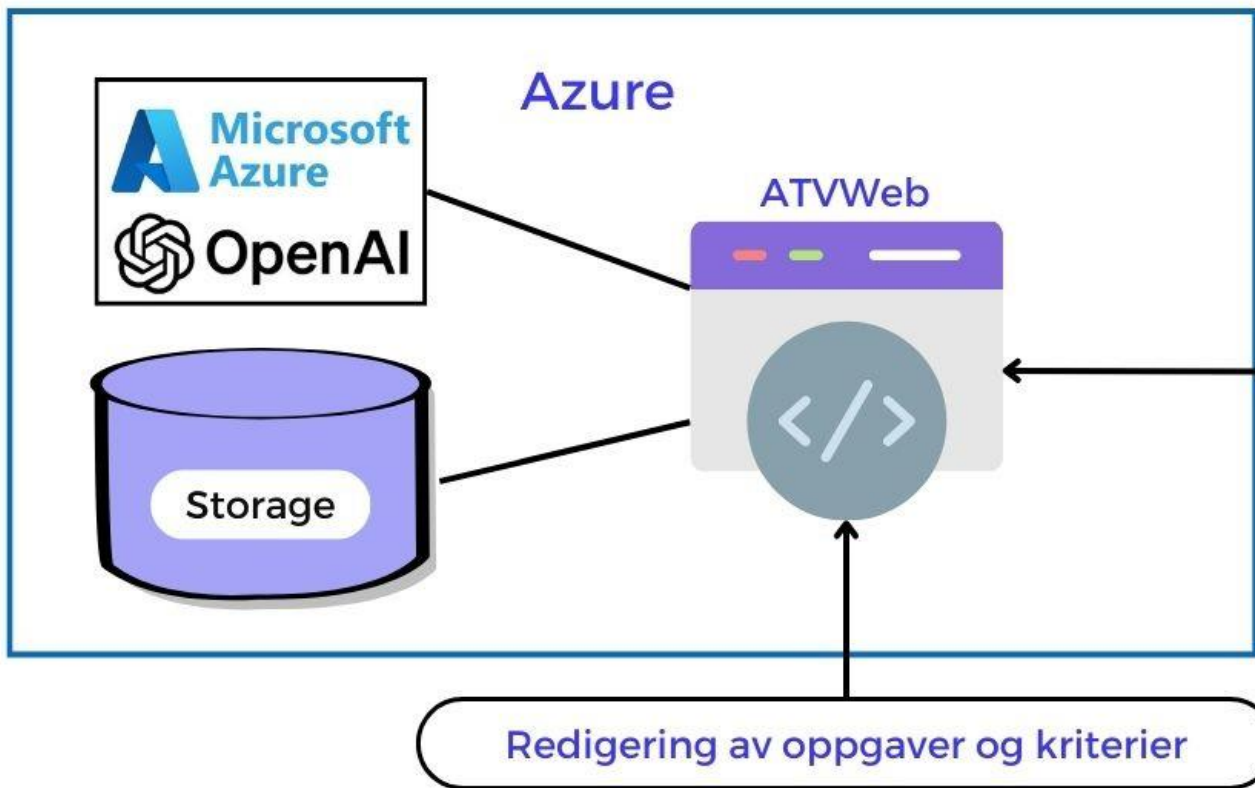 Azure
Microsoft
Azure
OpenAI
ATVWeb
Storage
Redigering av oppgaver og kriterier